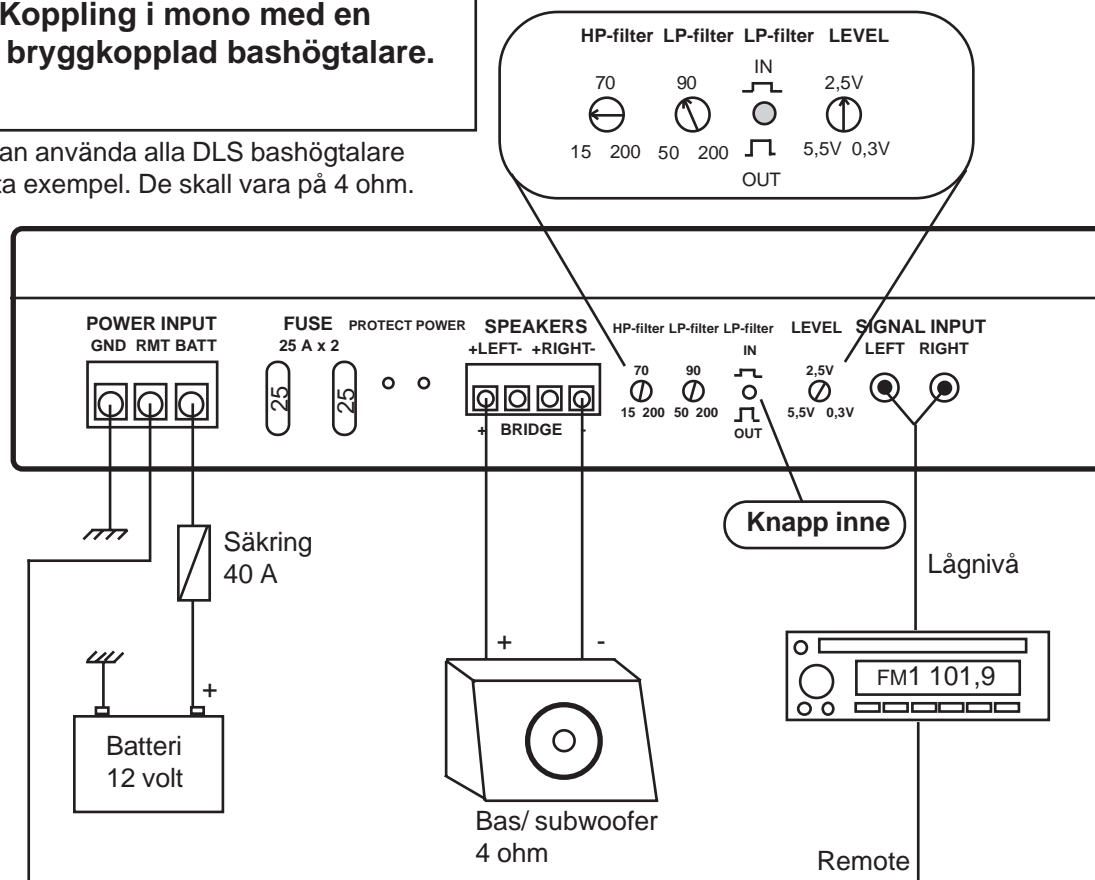 Koppling i mono med en
bryggkopplad bashögtalare.
använda alla DLS bashögtalare
exempel. De skall vara på 4 ohm.
HP-filter LP-filter LP-filter LEVEL
IN
70 90 2,5V
15 200 50 200 5,5V 0,3V
OUT
POWER INPUT
GND RMT BATT
FUSE
25 A x 2
25
25
PROTECT POWER
SPEAKERS
+LEFT- +RIGHT-
+ BRIDGE -
HP-filter LP-filter LP-filter LEVEL
IN
70 90 2,5V
15 200 50 200 5,5V 0,3V
OUT
SIGNAL INPUT
LEFT RIGHT
Knapp inne
Säkring
40 A
Lågnivå
+ -
FM1 101,9
+
Batteri
12 volt
Bas/ subwoofer
4 ohm
Remote